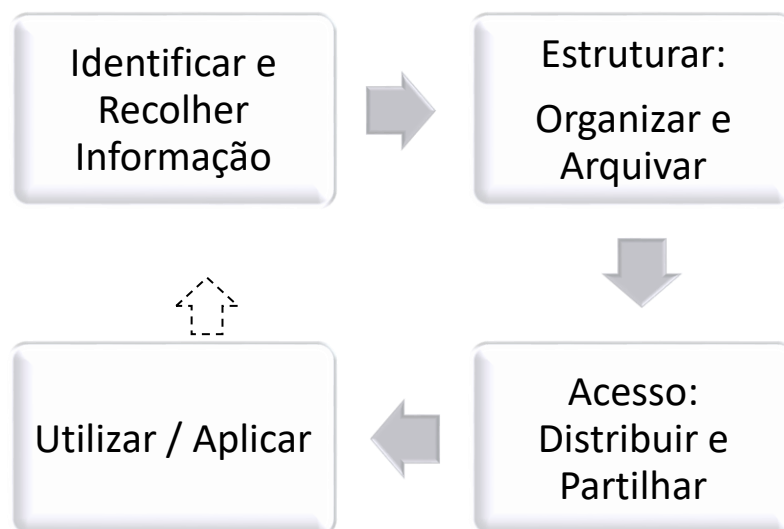 Identificar e
Recolher
Informação
Estruturar:
Organizar e
Arquivar
Acesso:
Distribuir e
Partilhar
Utilizar / Aplicar